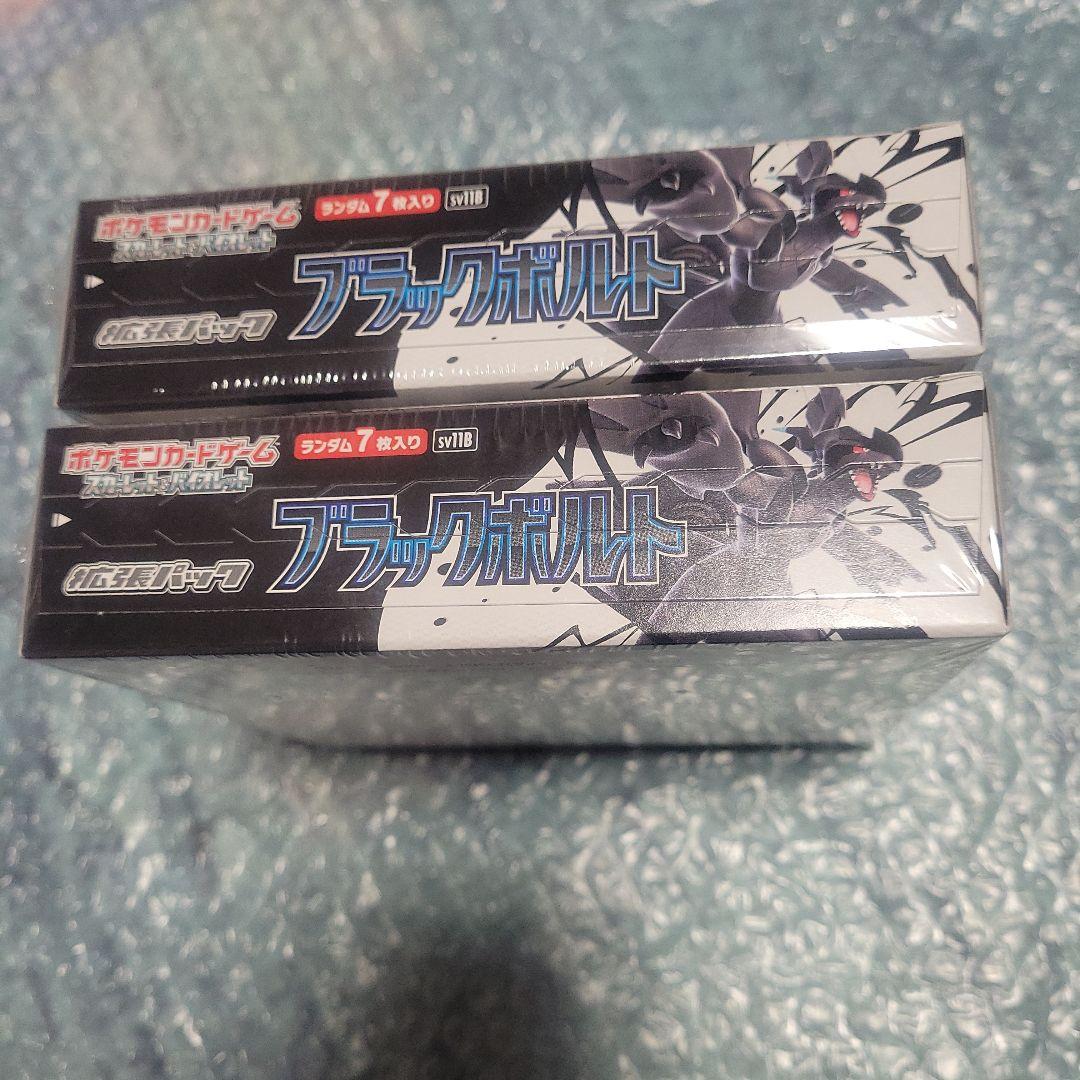 ポケモンカードゲーム
スカーレット&バイオレット
ランダム7枚入り
sv11B
ブラックボルト
拡張パック
ポケモンカードゲーム
スカーレット&バイオレット
ランダム7枚入り
sv11B
ブラックボルト
拡張パック